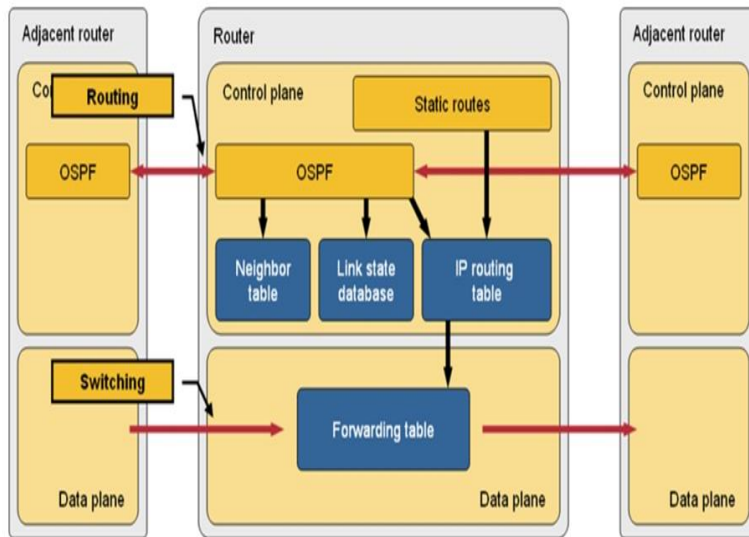 Adjacent router
Router
Adjacent router
Routing
Control plane
Static routes
Control plane
OSPF
OSPF
OSPF
Neighbor
table
Link state
database
IP routing
table
Switching
Forwarding table
Data plane
Data plane
Data plane